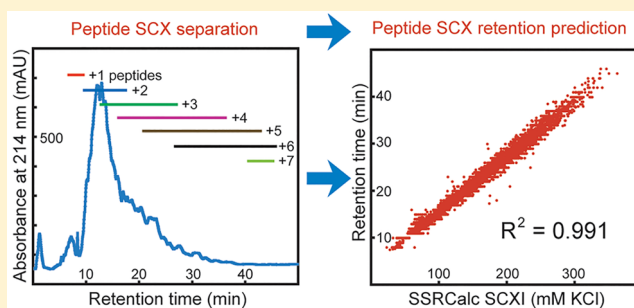 Peptide SCX separation
Peptide SCX retention prediction
Absorbance at 214 nm (mAU)
500
+1 peptides
+2
+3
+4
+5
+6
+7
10 20 30 40
Retention time (min)
Retention time (min)
40
30
20
10
R² = 0.991
100 200 300
SSRCalc SCXI (mM KCl)